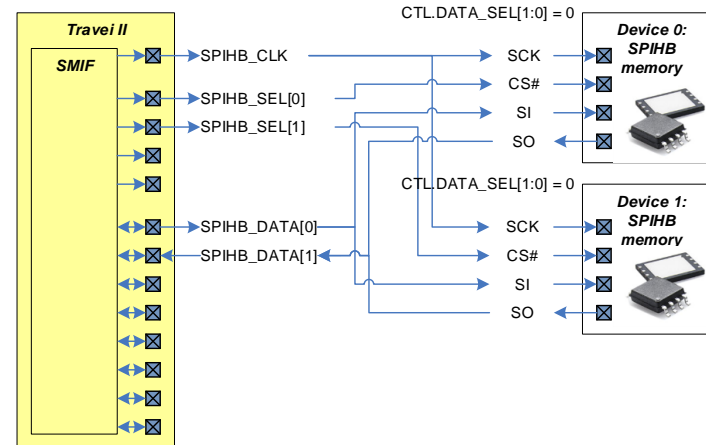 Travei II
SMIF
SPIHB_CLK
SPIHB_SEL[0]
SPIHB_SEL[1]
SPIHB_DATA[0]
SPIHB_DATA[1]
CTL.DATA_SEL[1:0] = 0
SCK
CS#
SI
SO
Device 0:
SPIHB
memory
CTL.DATA_SEL[1:0] = 0
SCK
CS#
SI
SO
Device 1:
SPIHB
memory